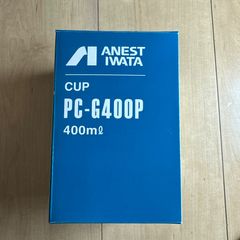 ANEST
IWATA
CUP
PC-G400P
400mℓ